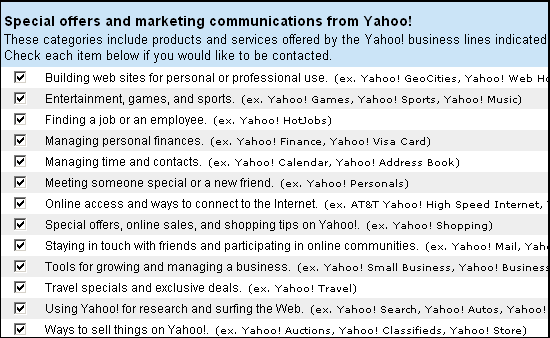 Special offers and marketing communications from Yahoo!
These categories include products and services offered by the Yahoo! business lines indicated
Check each item below if you would like to be contacted.
Building web sites for personal or professional use. (ex. Yahoo! GeoCities, Yahoo! Web
Entertainment, games, and sports. (ex. Yahoo! Games, Yahoo! Sports, Yahoo! Music)
Finding a job or an employee. (ex. Yahoo! HotJobs)
Managing personal finances. (ex. Yahoo! Finance, Yahoo! Visa Card)
Managing time and contacts. (ex. Yahoo! Calendar, Yahoo! Address Book)
Meeting someone special or a new friend. (ex. Yahoo! Personals)
Online access and ways to connect to the Internet. (ex. AT&T Yahoo! High Speed Internet,
Special offers, online sales, and shopping tips on Yahoo!. (ex. Yahoo! Shopping)
Staying in touch with friends and participating in online communities. (ex. Yahoo! Mail,
Tools for growing and managing a business. (ex. Yahoo! Small Business, Yahoo! Business
Travel specials and exclusive deals. (ex. Yahoo! Travel)
Using Yahoo! for research and surfing the Web. (ex. Yahoo! Search, Yahoo! Autos, Yahoo!
Ways to sell things on Yahoo!. (ex. Yahoo! Auctions, Yahoo! Classifieds, Yahoo! Store)